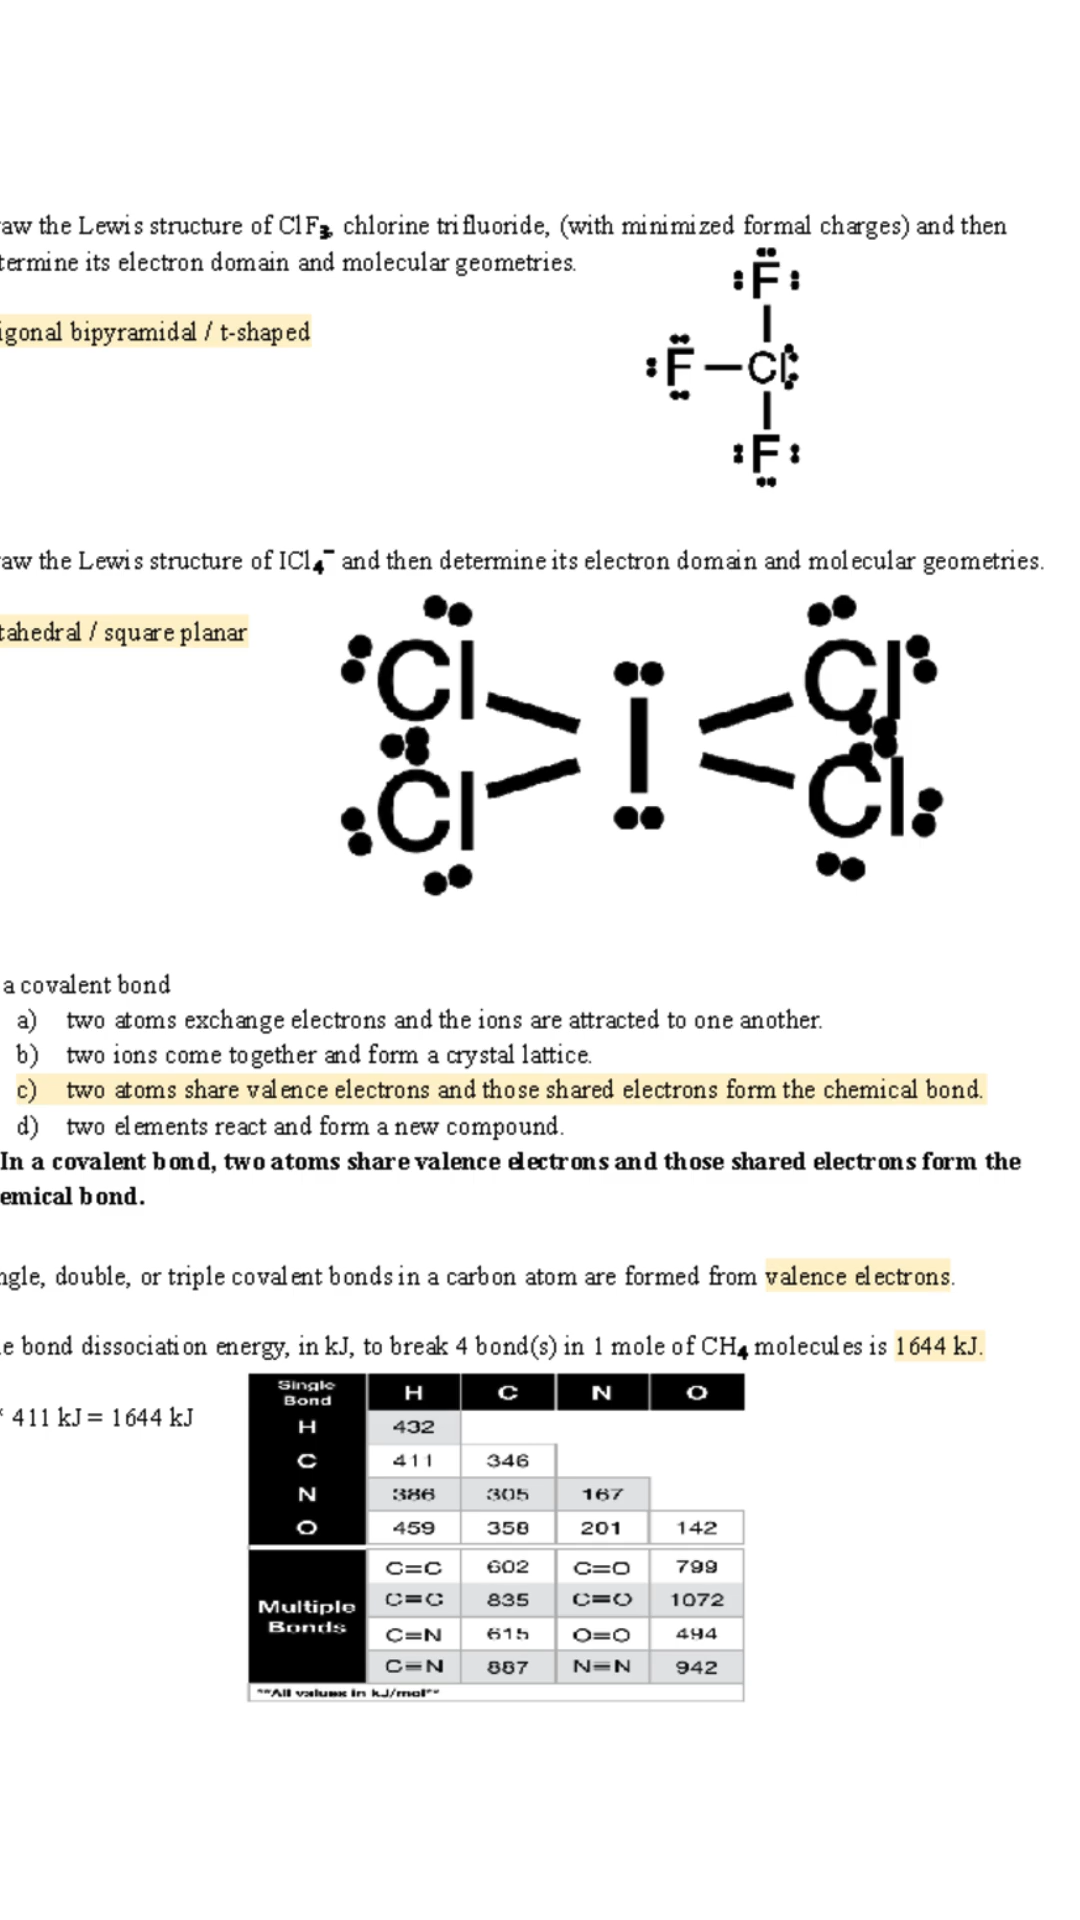 aw the Lewis structure of ClF3, chlorine trifluoride, (with minimized formal charges) and then
termine its electron domain and molecular geometries.
igonal bipyramidal / t-shaped
F
F Cl
F
aw the Lewis structure of ICl4⁻ and then determine its electron domain and molecular geometries.
tahedral / square planar
Cl I Cl
Cl Cl
a covalent bond
a) two atoms exchange electrons and the ions are attracted to one another.
b) two ions come together and form a crystal lattice.
c) two atoms share valence electrons and those shared electrons form the chemical bond.
d) two elements react and form a new compound.
In a covalent bond, two atoms share valence electrons and those shared electrons form the
emical bond.
ngle, double, or triple covalent bonds in a carbon atom are formed from valence electrons.
e bond dissociation energy, in kJ, to break 4 bond(s) in 1 mole of CH4 molecules is 1644 kJ.
* 411 kJ = 1644 kJ
Single Bond H C N O
H 432
C 411 346
N 386 305 167
O 459 358 201 142
Multiple Bonds
C=C 602 C=O 799
C≡C 835 C≡O 1072
C=N 615 O=O 494
C≡N 887 N≡N 942
**All values in kJ/mol**